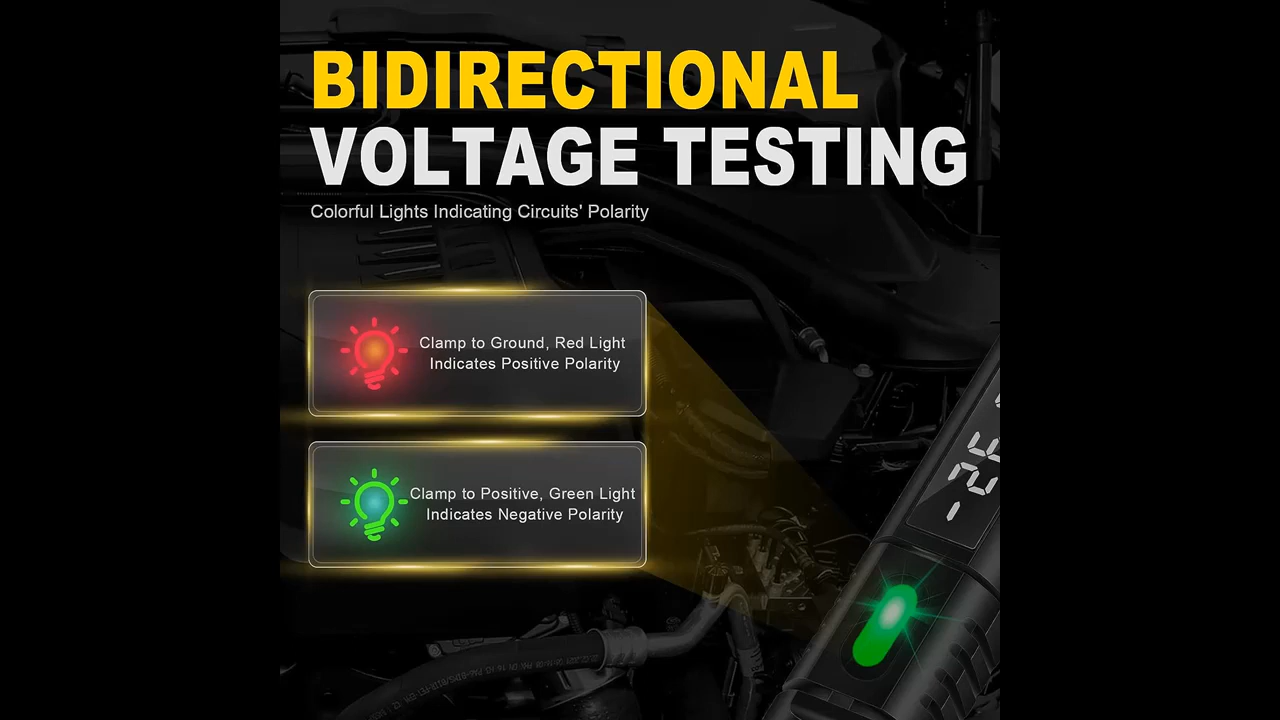 BIDIRECTIONAL
VOLTAGE TESTING
Colorful Lights Indicating Circuits' Polarity
Clamp to Ground, Red Light
Indicates Positive Polarity
Clamp to Positive, Green Light
Indicates Negative Polarity